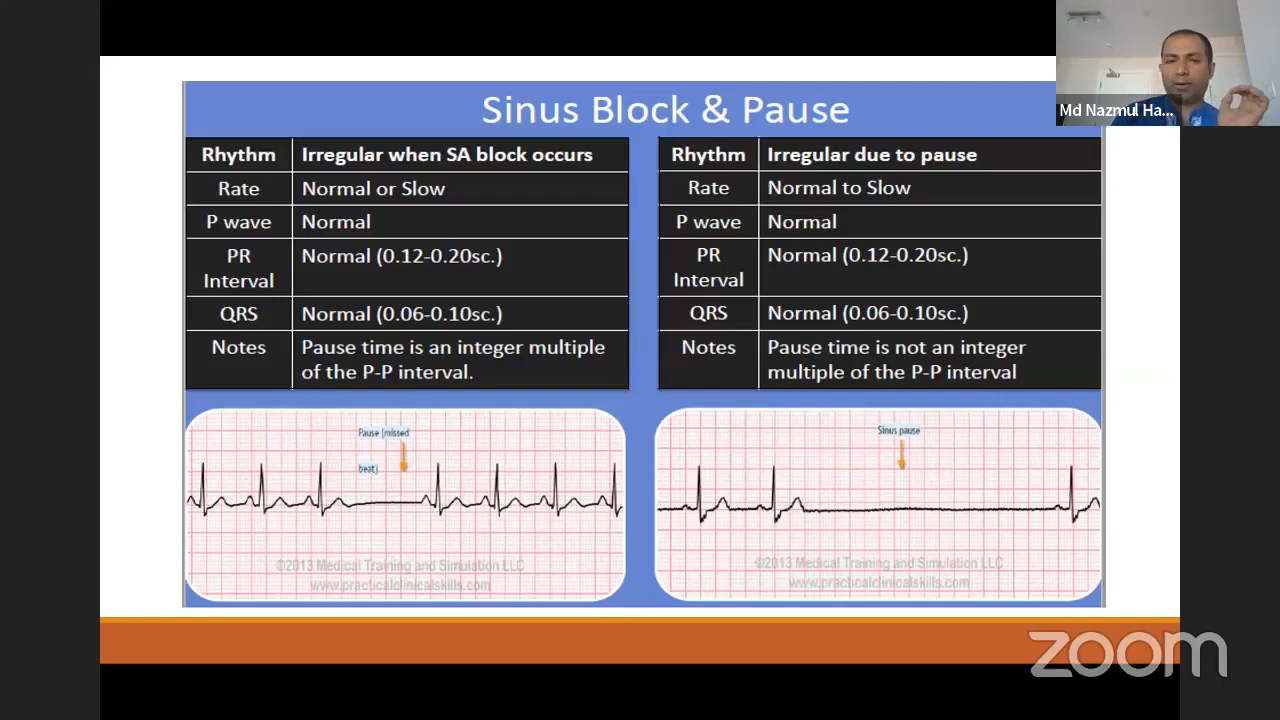 Sinus Block & Pause
Md Nazmul Ha...
Rhythm Irregular when SA block occurs
Rate Normal or Slow
P wave Normal
PR Interval Normal (0.12-0.20sc.)
QRS Normal (0.06-0.10sc.)
Notes Pause time is an integer multiple
of the P-P interval.
Rhythm Irregular due to pause
Rate Normal to Slow
P wave Normal
PR Interval Normal (0.12-0.20sc.)
QRS Normal (0.06-0.10sc.)
Notes Pause time is not an integer
multiple of the P-P interval
Pause (missed
beat)
©2013 Medical Training and Simulation LLC
www.practicalclinicalskills.com
Sinus pause
©2013 Medical Training and Simulation LLC
www.practicalclinicalskills.com
zoom